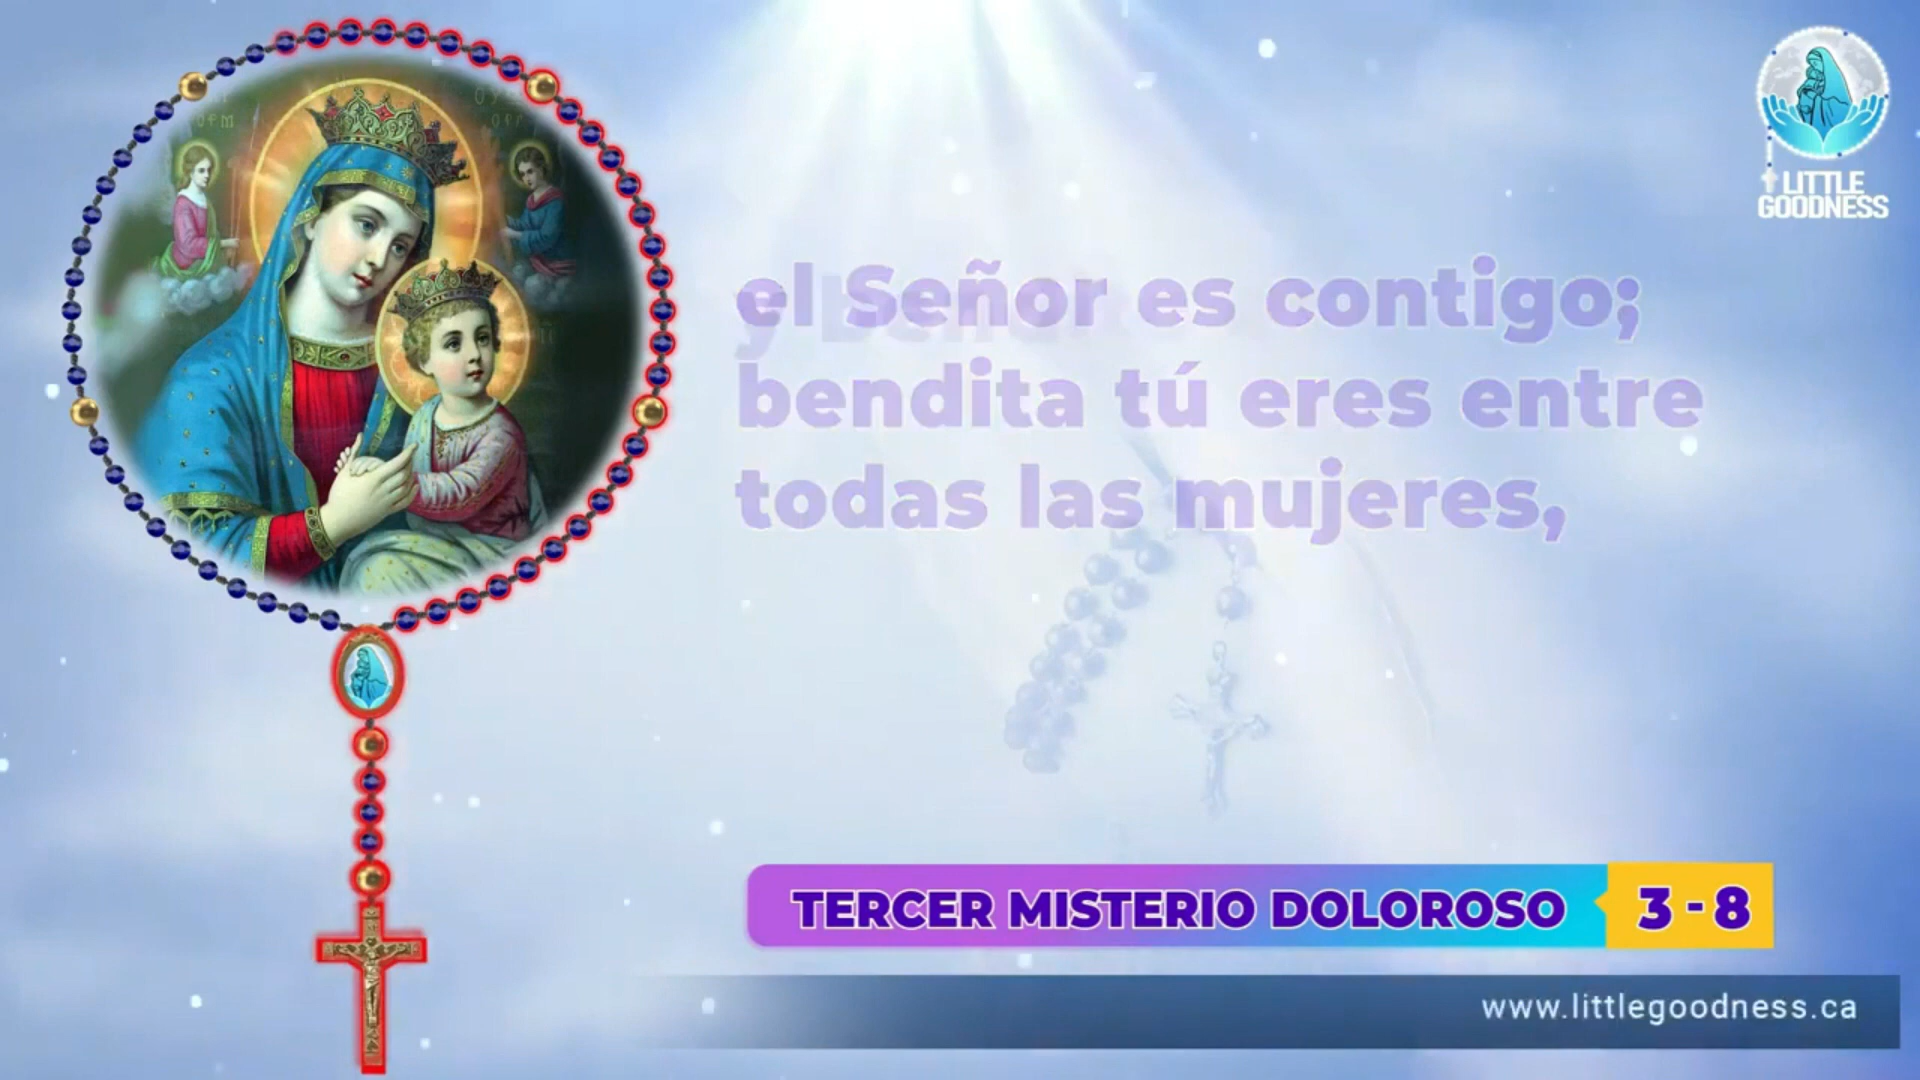 LITTLE
GOODNESS
el Señor es contigo;
bendita tú eres entre
todas las mujeres,
TERCER MISTERIO DOLOROSO 3 - 8
www.littlegoodness.ca